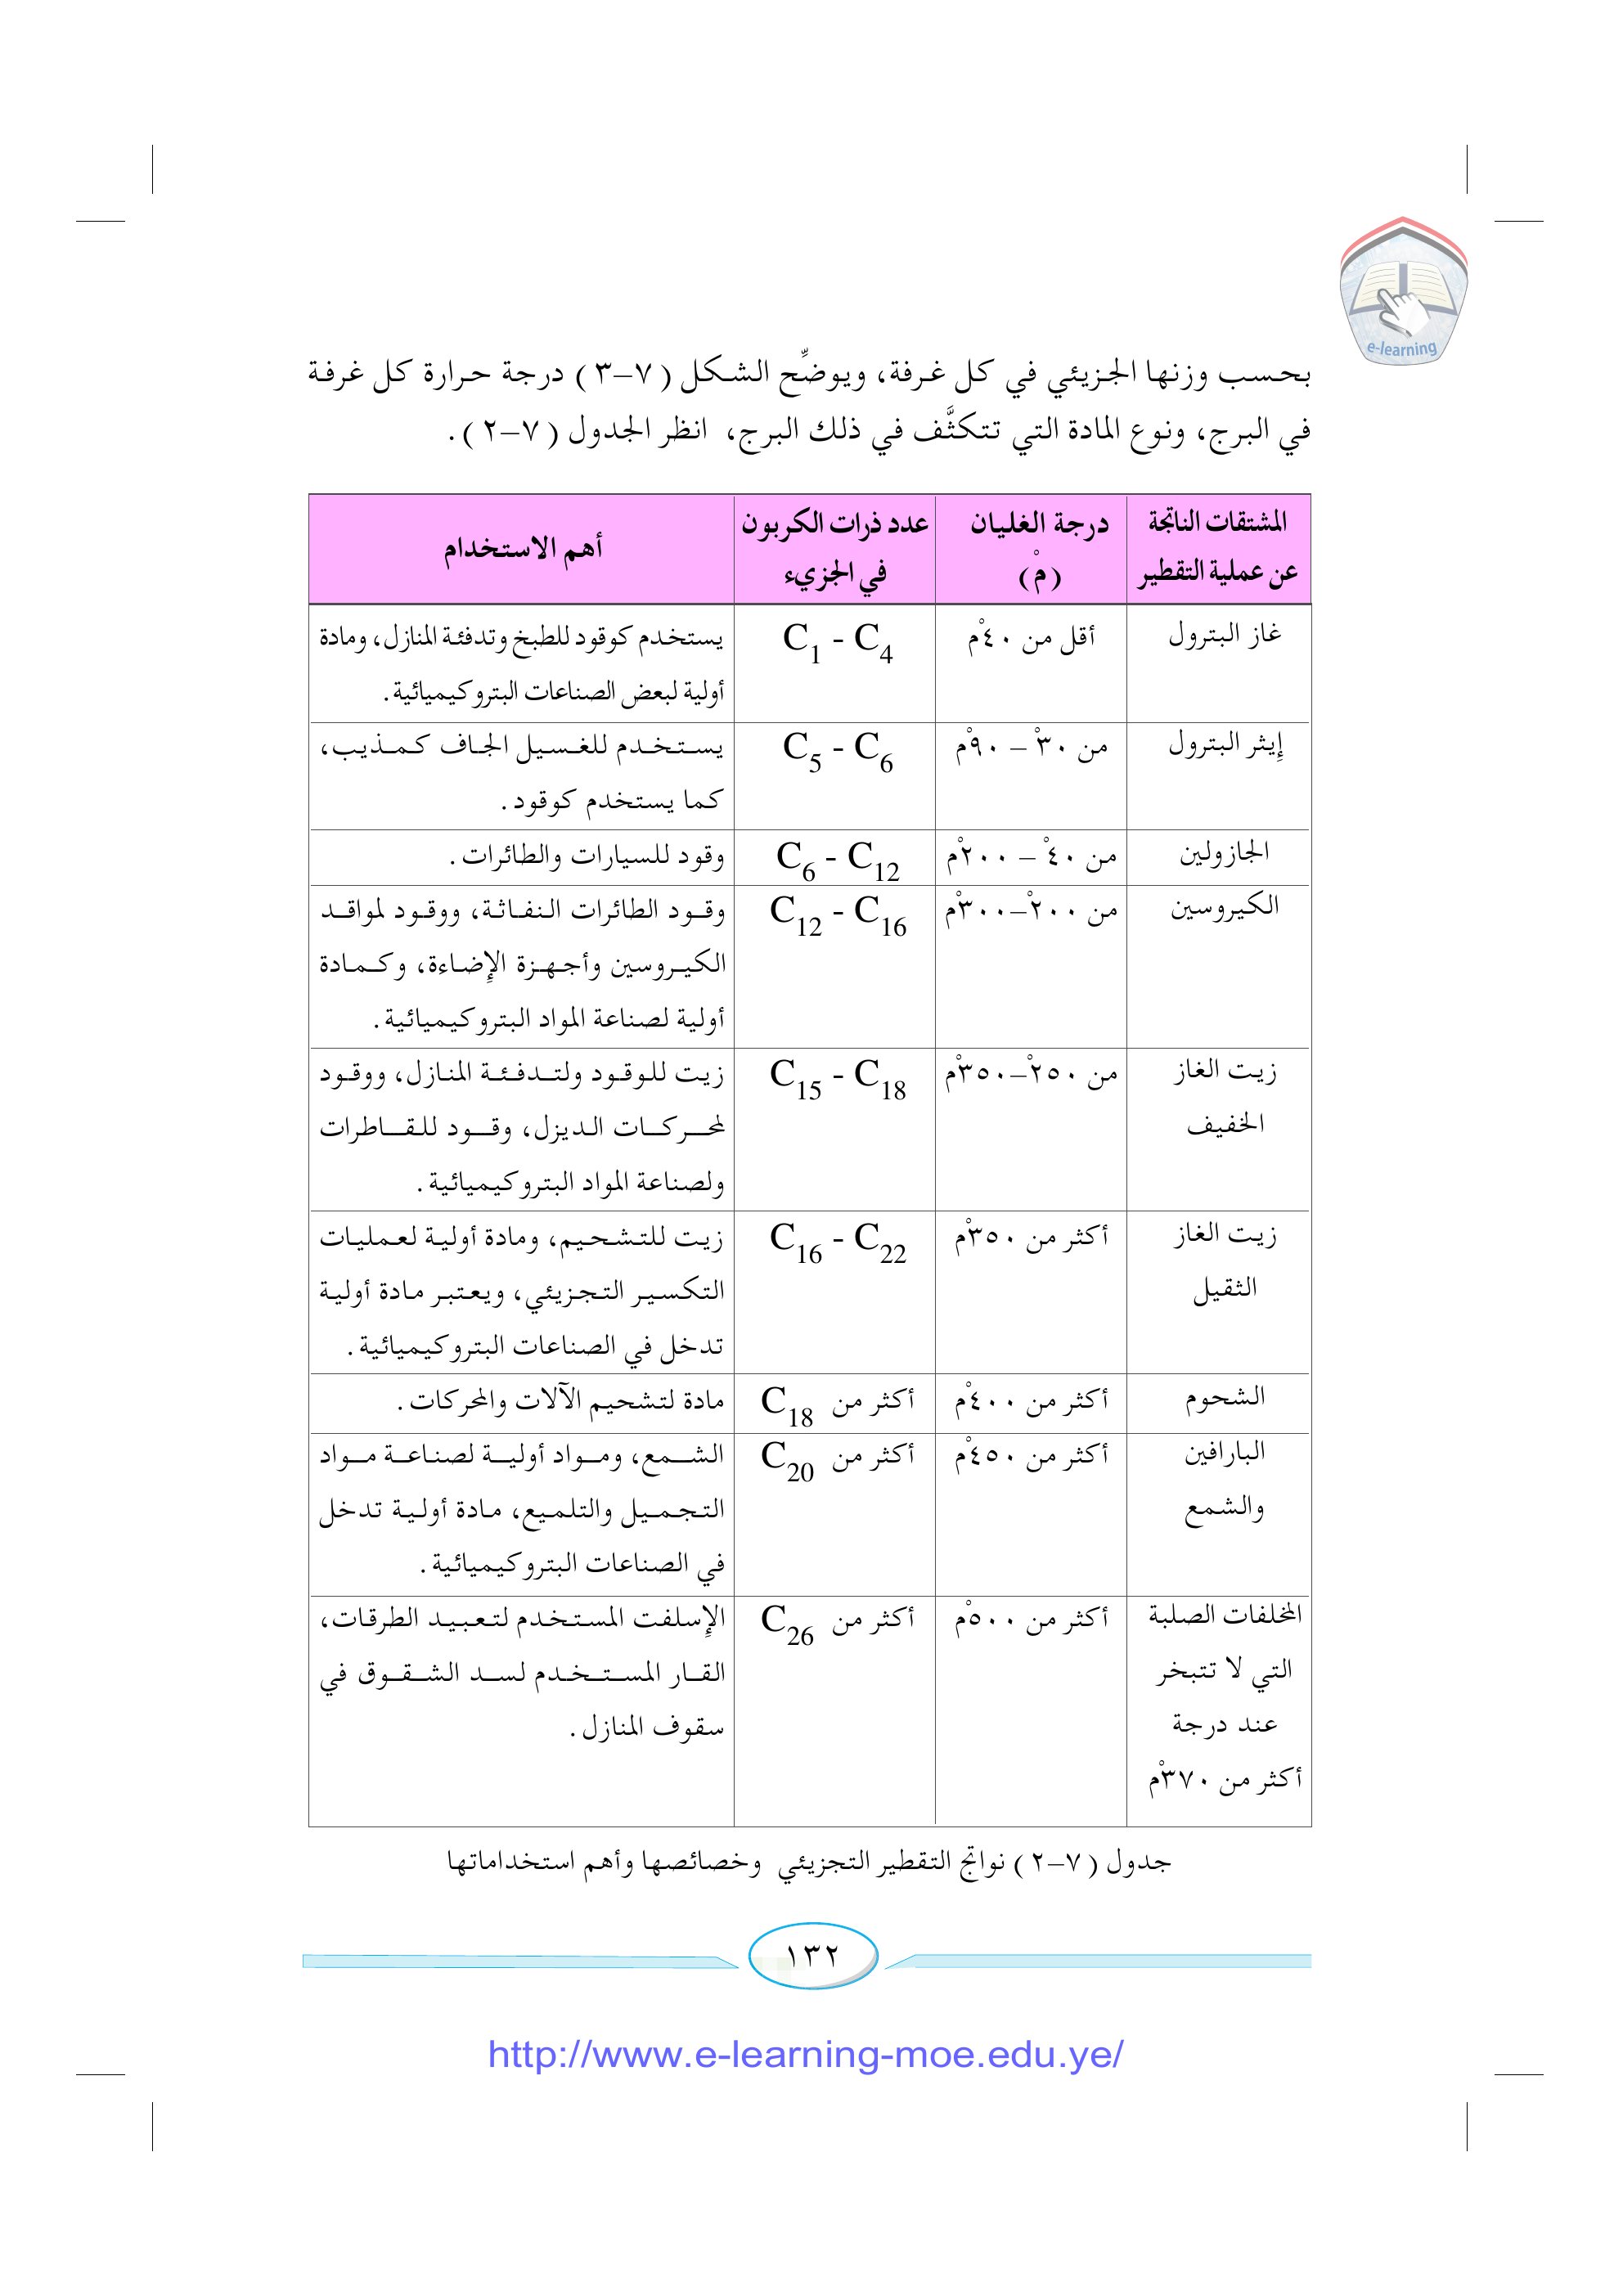 e-learning
بحسب وزنها الجزيئي في كل غرفة، ويوضِّح الشكل (٧–٣) درجة حرارة كل غرفة
في البرج، ونوع المادة التي تتكثَّف في ذلك البرج، انظر الجدول (٧–٢).
المشتقات الناتجة
عن عملية التقطير
درجة الغليان
(مْ)
عدد ذرات الكربون
في الجزيء
أهم الاستخدام
غاز البترول
أقل من ٤٠ْم
C₁ - C₄
يستخدم كوقود للطبخ وتدفئة المنازل، ومادة
أولية لبعض الصناعات البتروكيميائية.
إيثر البترول
من ٣٠ْ – ٩٠ْم
C₅ - C₆
يستخدم للغسيل الجاف كمذيب،
كما يستخدم كوقود.
الجازولين
من ٤٠ْ – ٢٠٠ْم
C₆ - C₁₂
وقود للسيارات والطائرات.
الكيروسين
من ٢٠٠ْ–٣٠٠ْم
C₁₂ - C₁₆
وقود الطائرات النفاثة، ووقود لمواقد
الكيروسين وأجهزة الإضاءة، وكمادة
أولية لصناعة المواد البتروكيميائية.
زيت الغاز
الخفيف
من ٢٥٠ْ–٣٥٠ْم
C₁₅ - C₁₈
زيت للوقود ولتدفئة المنازل، ووقود
لمحركات الديزل، وقود للقاطرات
ولصناعة المواد البتروكيميائية.
زيت الغاز
الثقيل
أكثر من ٣٥٠ْم
C₁₆ - C₂₂
زيت للتشحيم، ومادة أولية لعمليات
التكسير التجزيئي، ويعتبر مادة أولية
تدخل في الصناعات البتروكيميائية.
الشحوم
أكثر من ٤٠٠ْم
أكثر من C₁₈
مادة لتشحيم الآلات والمحركات.
البارافين
والشمع
أكثر من ٤٥٠ْم
أكثر من C₂₀
الشمع، ومواد أولية لصناعة مواد
التجميل والتلميع، مادة أولية تدخل
في الصناعات البتروكيميائية.
المخلفات الصلبة
التي لا تتبخر
عند درجة
أكثر من ٣٧٠ْم
أكثر من ٥٠٠ْم
أكثر من C₂₆
الإسلفت المستخدم لتعبيد الطرقات،
القار المستخدم لسد الشقوق في
سقوف المنازل.
جدول (٧–٢) نواتج التقطير التجزيئي وخصائصها وأهم استخداماتها
١٣٢
http://www.e-learning-moe.edu.ye/